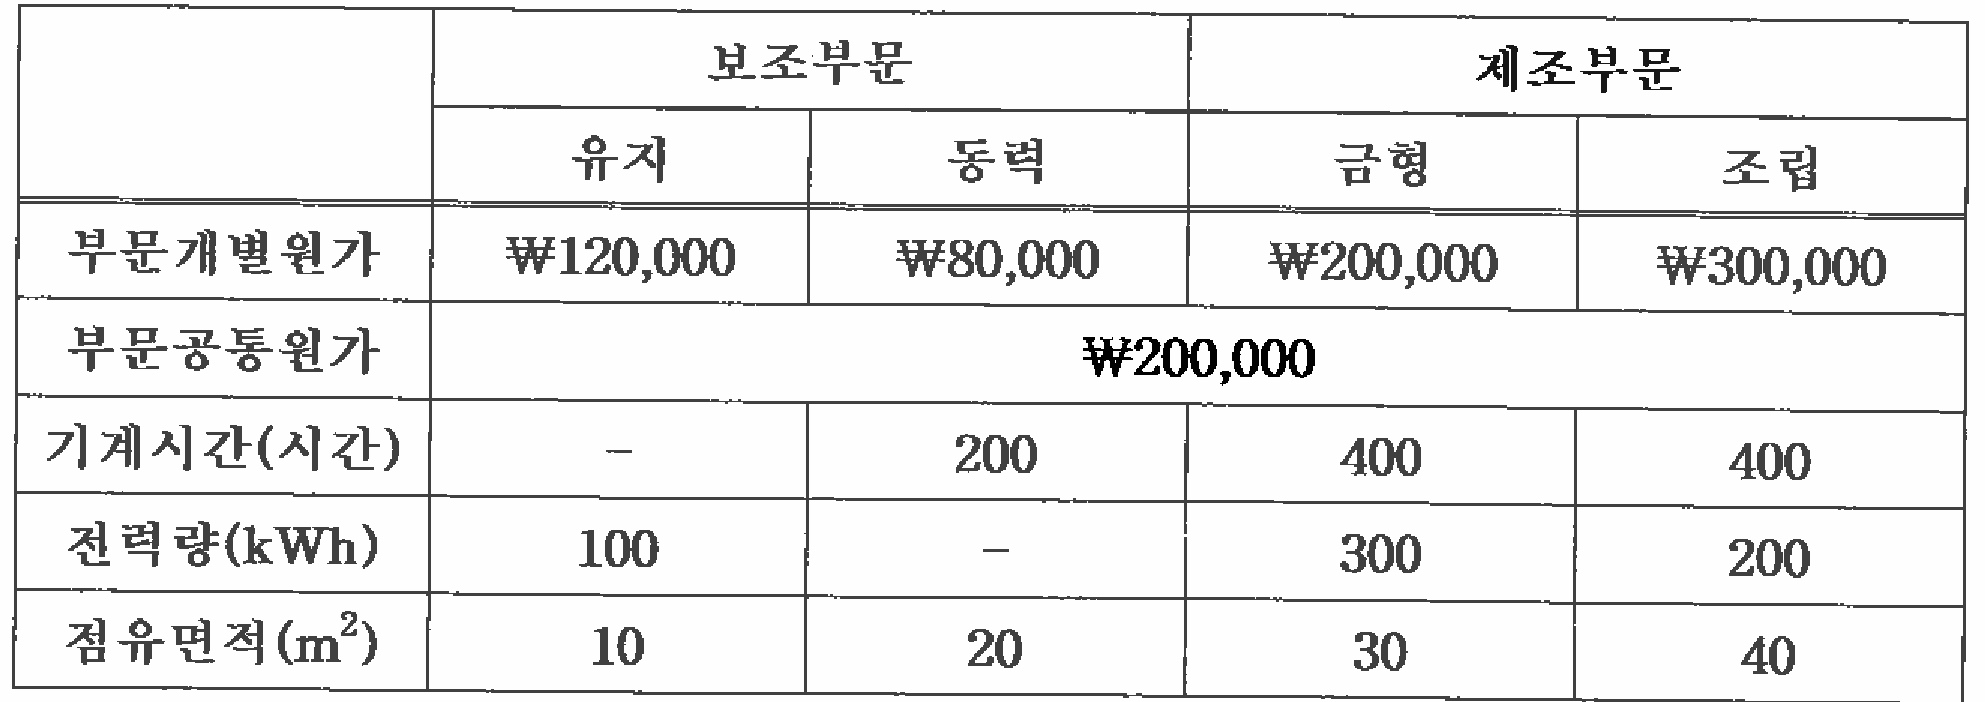 보조부문 제조부문
유지 동력 금형 조립
부문개별원가 ₩120,000 ₩80,000 ₩200,000 ₩300,000
부문공통원가 ₩200,000
기계시간(시간) – 200 400 400
전력량(kWh) 100 – 300 200
점유면적(m²) 10 20 30 40